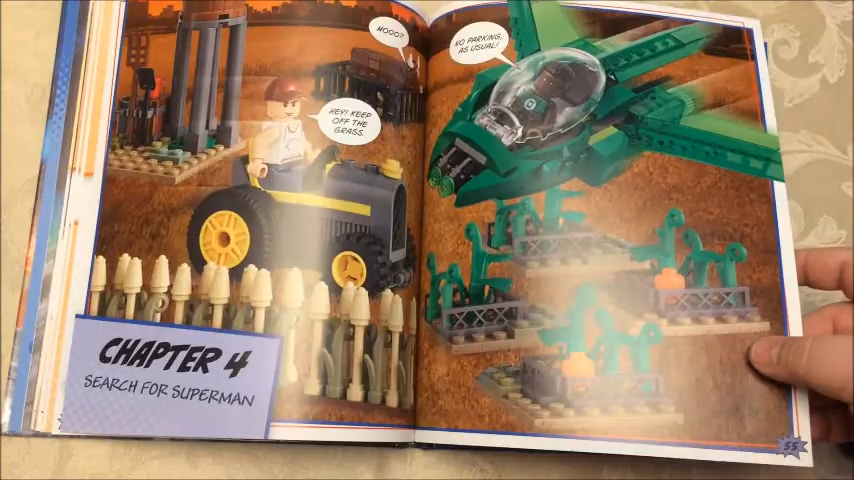 MOOO?
HEY! KEEP
OFF THE
GRASS.
CHAPTER 4
SEARCH FOR SUPERMAN
NO PARKING,
AS USUAL!
55